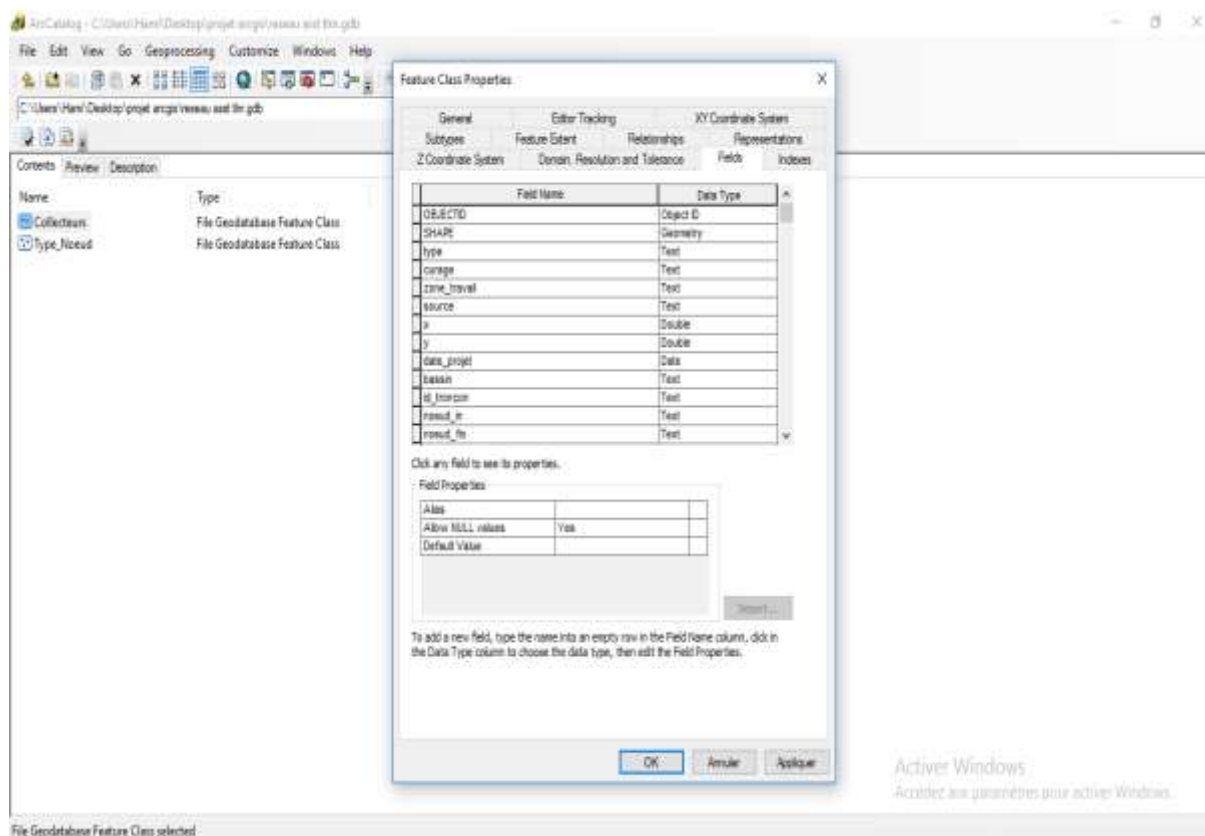 ArcCatalog - C:\Users\Hani\Desktop\projet arcgis\reseau asst tlm.gdb
File Edit View Go Geoprocessing Customize Windows Help
C:\Users\Hani\Desktop\projet arcgis\reseau asst tlm.gdb
Contents Preview Description
Name Type
Collecteurs File Geodatabase Feature Class
Type_Noeud File Geodatabase Feature Class
Feature Class Properties
General Editor Tracking XY Coordinate System
Subtypes Feature Extent Relationships Representations
Z Coordinate System Domain, Resolution and Tolerance Fields Indexes
Field Name Data Type
OBJECTID Object ID
SHAPE Geometry
type Text
curage Text
zone_travail Text
source Text
x Double
y Double
date_projet Date
bassin Text
Text
Text
Text
Click any field to see its properties.
Field Properties
Alias
Allow NULL values Yes
Default Value
Import...
To add a new field, type the name into an empty row in the Field Name column, click in
the Data Type column to choose the data type, then edit the Field Properties.
OK Annuler Appliquer
Activer Windows
Accédez aux paramètres pour activer Windows.
File Geodatabase Feature Class selected